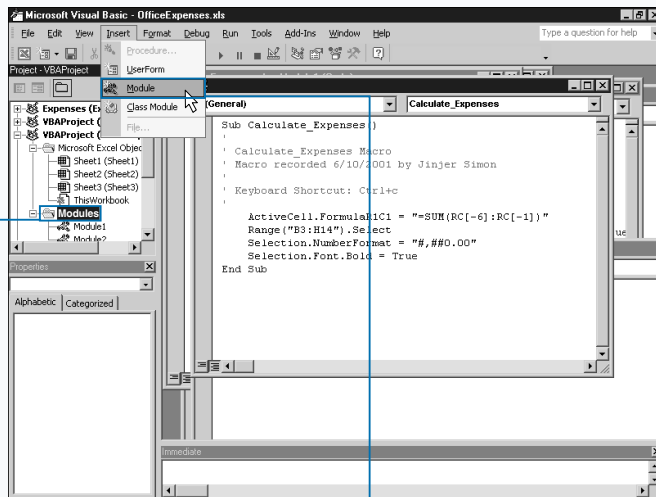 Microsoft Visual Basic - OfficeExpenses.xls
File Edit View Insert Format Debug Run Tools Add-Ins Window Help
Type a question for help
Procedure...
UserForm
Module
Class Module
File...
Project - VBAProject
Expenses (E
VBAProject (
VBAProject (
Microsoft Excel Objec
Sheet1 (Sheet1)
Sheet2 (Sheet2)
Sheet3 (Sheet3)
ThisWorkbook
Modules
Module1
Module2
(General)
Calculate_Expenses
Sub Calculate_Expenses()
'
' Calculate_Expenses Macro
' Macro recorded 6/10/2001 by Jinjer Simon
'
' Keyboard Shortcut: Ctrl+c
'
ActiveCell.FormulaR1C1 = "=SUM(RC[-6]:RC[-1])"
Range("B3:H14").Select
Selection.NumberFormat = "#,##0.00"
Selection.Font.Bold = True
End Sub
ue
Properties
Alphabetic Categorized
Immediate